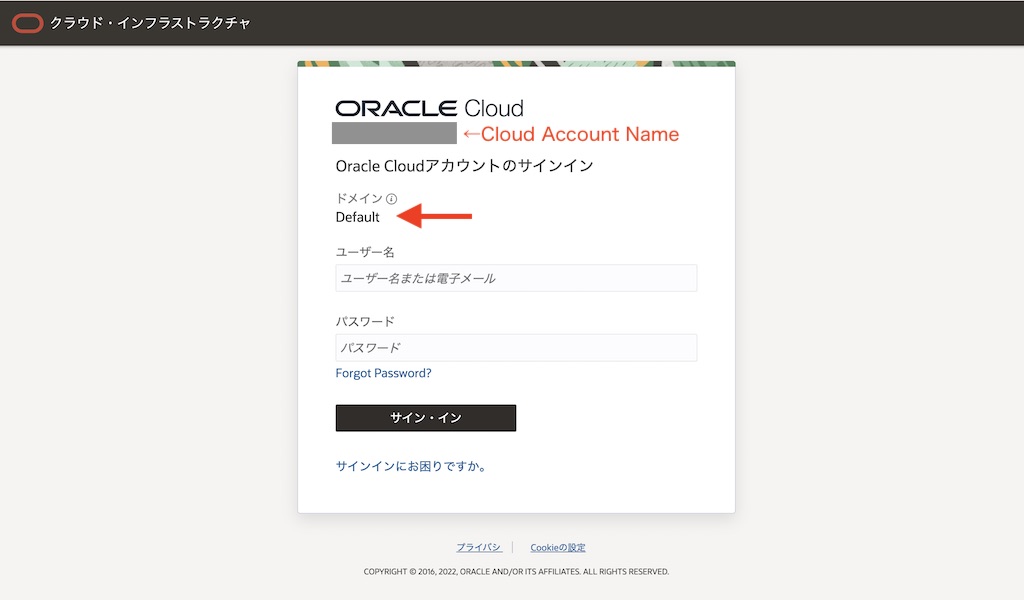 クラウド・インフラストラクチャ
ORACLE Cloud
←Cloud Account Name
Oracle Cloudアカウントのサインイン
ドメイン
Default
ユーザー名
ユーザー名または電子メール
パスワード
パスワード
Forgot Password?
サイン・イン
サインインにお困りですか。
プライバシ
Cookieの設定
COPYRIGHT © 2016, 2022, ORACLE AND/OR ITS AFFILIATES. ALL RIGHTS RESERVED.